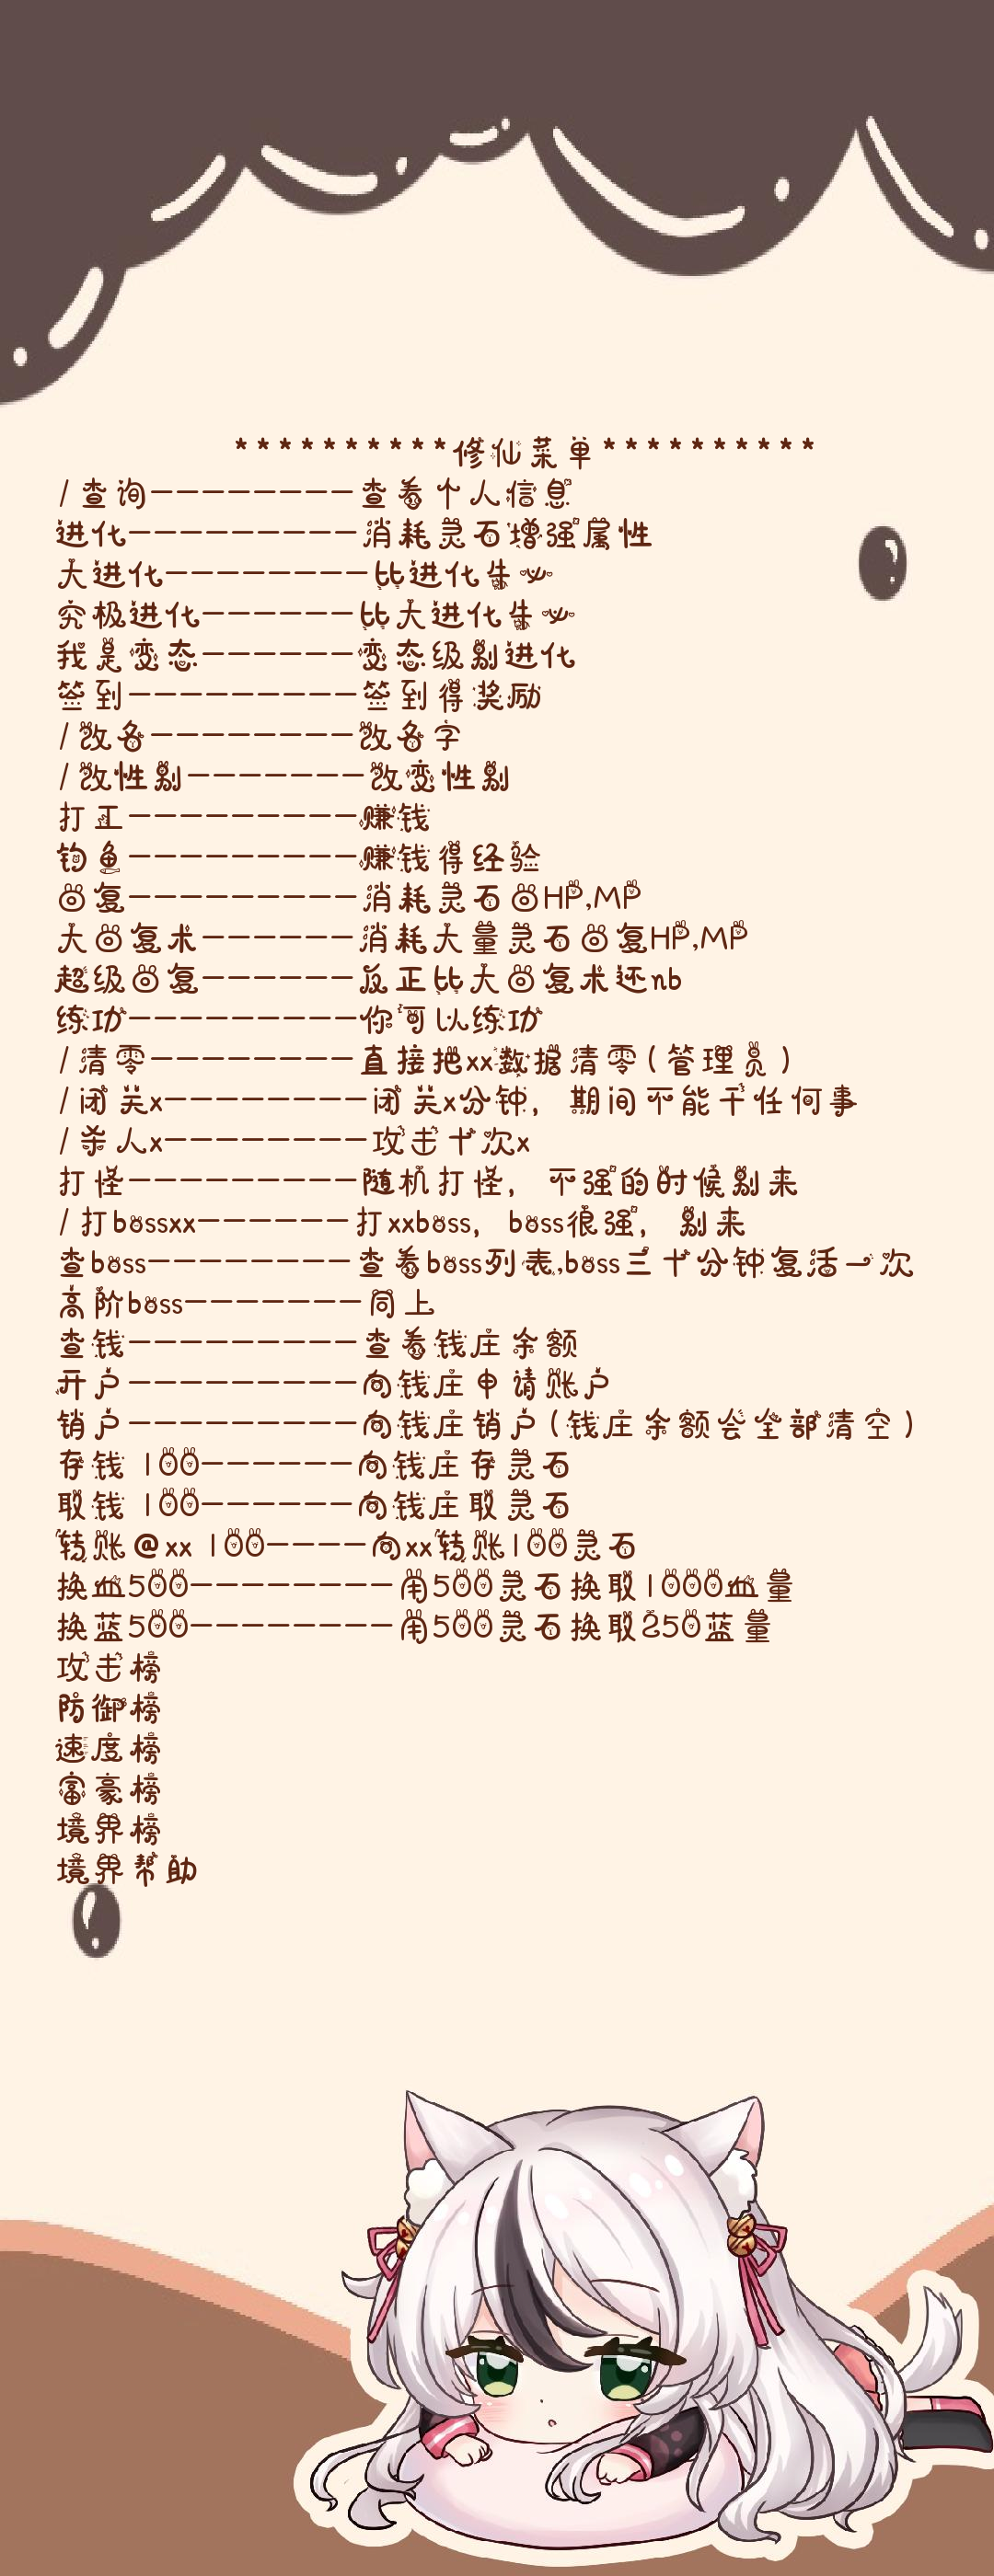 **********修仙菜单**********
/查询---------查看个人信息
进化----------消耗灵石增强属性
大进化---------比进化牛心
究极进化-------比大进化牛心
我是变态-------变态级别进化
签到----------签到得奖励
/改名---------改名字
/改性别--------改变性别
打工----------赚钱
钓鱼----------赚钱得经验
回复----------消耗灵石回HP,MP
大回复术-------消耗大量灵石回复HP,MP
超级回复-------反正比大回复术还nb
练功----------你可以练功
/清零---------直接把xx数据清零(管理员)
/闭关x---------闭关x分钟，期间不能干任何事
/杀人x---------攻击十次x
打怪----------随机打怪，不强的时候别来
/打bossxx-------打xxboss，boss很强，别来
查boss---------查看boss列表,boss三十分钟复活一次
高阶boss--------同上
查钱----------查看钱庄余额
开户----------向钱庄申请账户
销户----------向钱庄销户(钱庄余额会全部清空)
存钱 100-------向钱庄存灵石
取钱 100-------向钱庄取灵石
转账@xx 100----向xx转账100灵石
换血500---------用500灵石换取1000血量
换蓝500---------用500灵石换取250蓝量
攻击榜
防御榜
速度榜
富豪榜
境界榜
境界帮助